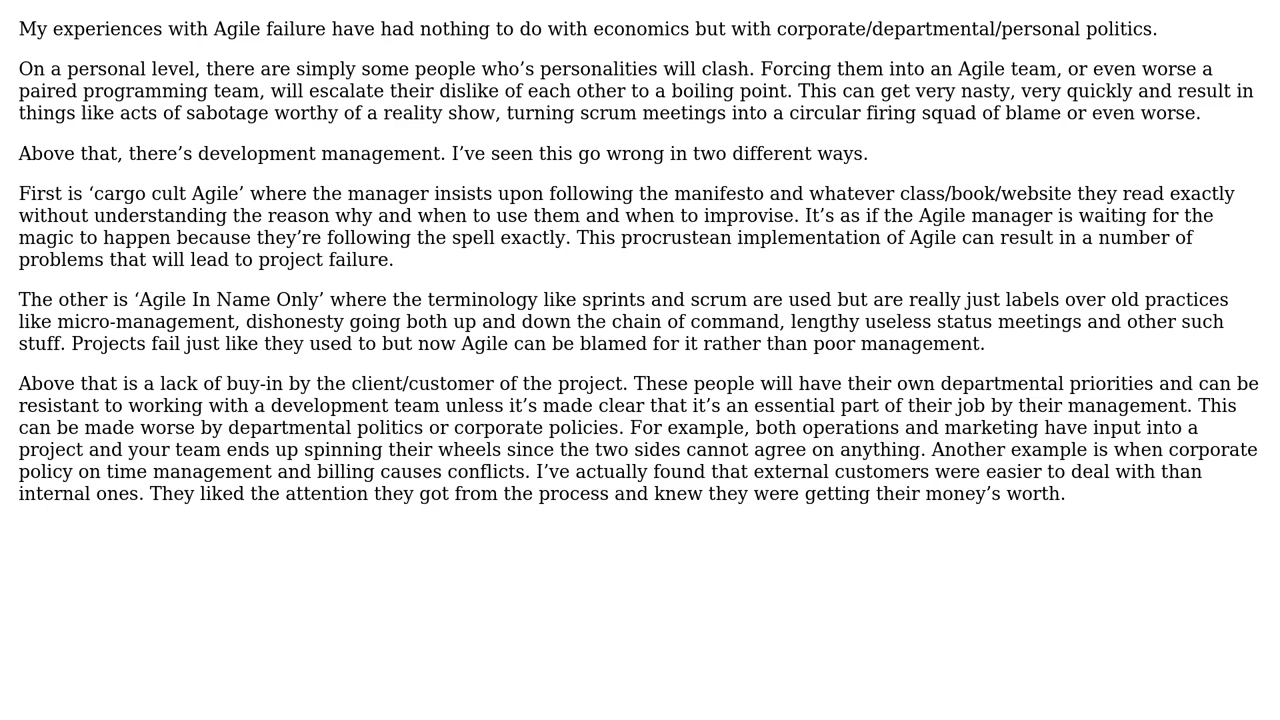 My experiences with Agile failure have had nothing to do with economics but with corporate/departmental/personal politics.
On a personal level, there are simply some people who’s personalities will clash. Forcing them into an Agile team, or even worse a
paired programming team, will escalate their dislike of each other to a boiling point. This can get very nasty, very quickly and result in
things like acts of sabotage worthy of a reality show, turning scrum meetings into a circular firing squad of blame or even worse.
Above that, there’s development management. I’ve seen this go wrong in two different ways.
First is ‘cargo cult Agile’ where the manager insists upon following the manifesto and whatever class/book/website they read exactly
without understanding the reason why and when to use them and when to improvise. It’s as if the Agile manager is waiting for the
magic to happen because they’re following the spell exactly. This procrustean implementation of Agile can result in a number of
problems that will lead to project failure.
The other is ‘Agile In Name Only’ where the terminology like sprints and scrum are used but are really just labels over old practices
like micro-management, dishonesty going both up and down the chain of command, lengthy useless status meetings and other such
stuff. Projects fail just like they used to but now Agile can be blamed for it rather than poor management.
Above that is a lack of buy-in by the client/customer of the project. These people will have their own departmental priorities and can be
resistant to working with a development team unless it’s made clear that it’s an essential part of their job by their management. This
can be made worse by departmental politics or corporate policies. For example, both operations and marketing have input into a
project and your team ends up spinning their wheels since the two sides cannot agree on anything. Another example is when corporate
policy on time management and billing causes conflicts. I’ve actually found that external customers were easier to deal with than
internal ones. They liked the attention they got from the process and knew they were getting their money’s worth.